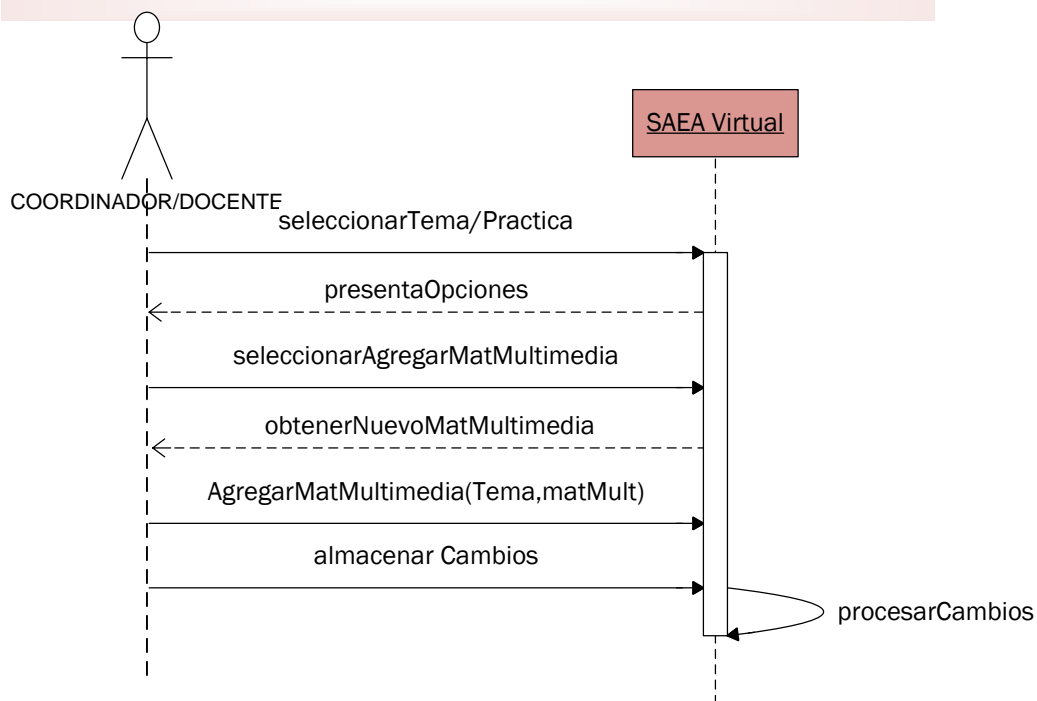 SAEA Virtual
COORDINADOR/DOCENTE
seleccionarTema/Practica
presentaOpciones
seleccionarAgregarMatMultimedia
obtenerNuevoMatMultimedia
AgregarMatMultimedia(Tema,matMult)
almacenar Cambios
procesarCambios